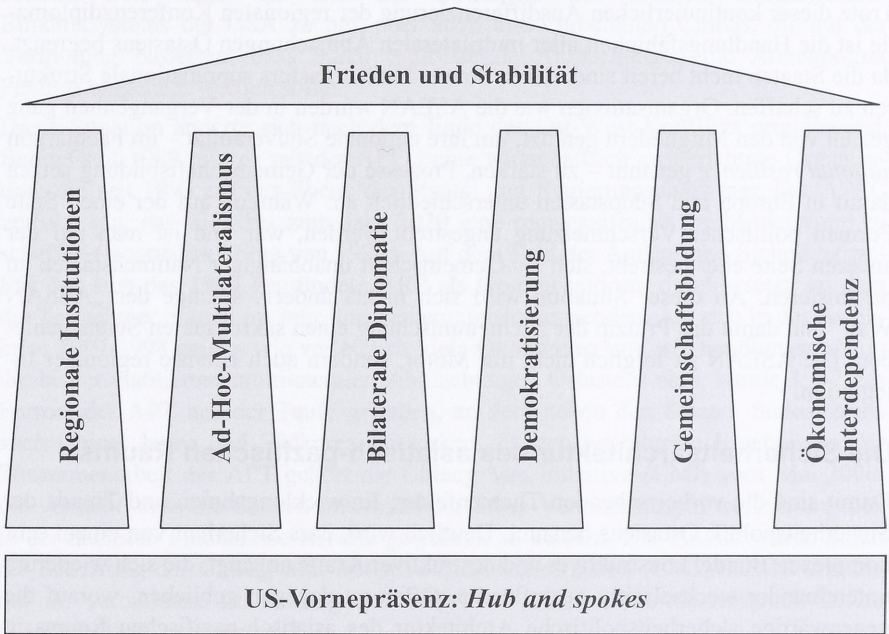 Frieden und Stabilität
Regionale Institutionen
Ad-Hoc-Multilateralismus
Bilaterale Diplomatie
Demokratisierung
Gemeinschaftsbildung
Ökonomische
Interdependenz
US-Vornepräsenz: Hub and spokes